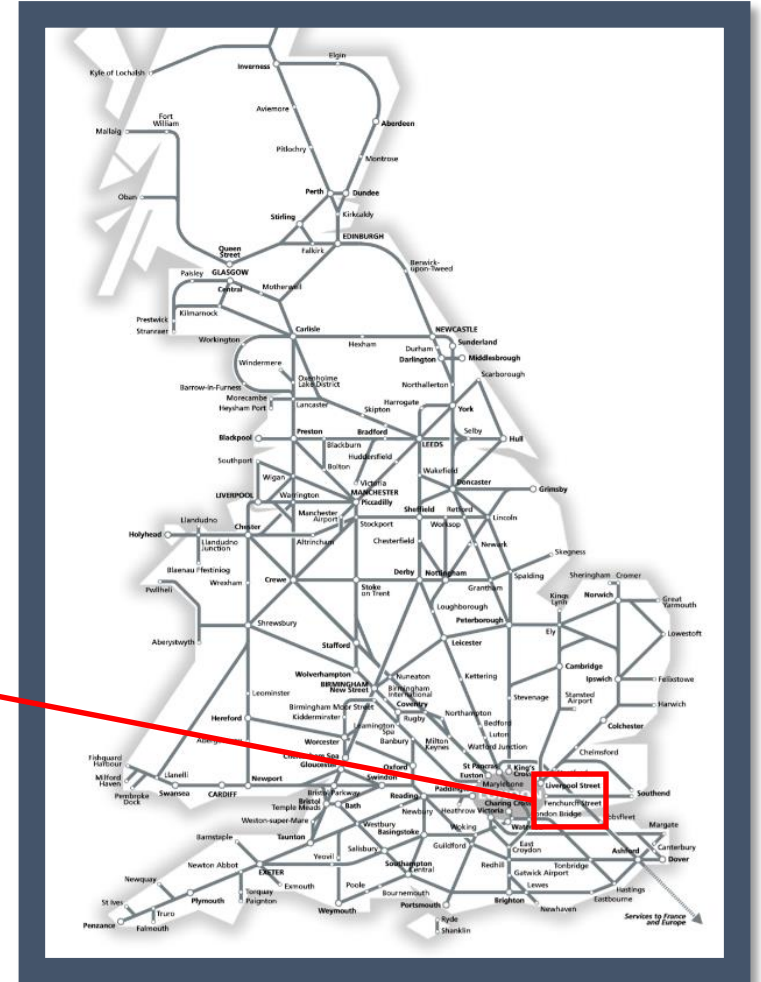 Elgin
Inverness
Kyle of Lochalsh
Aviemore
Fort
William
Aberdeen
Mallaig
Pitlochry
Montrose
Perth
Dundee
Oban
Stirling
Kirkcaldy
Queen
Street
Falkirk
EDINBURGH
Berwick-
upon-Tweed
Paisley
GLASGOW
Central
Motherwell
Prestwick
Kilmarnock
Stranraer
Carlisle
NEWCASTLE
Workington
Hexham
Durham
Sunderland
Darlington
Middlesbrough
Windermere
Scarborough
Oxenholme
Lake District
Barrow-in-Furness
Northallerton
Morecambe
Heysham Port
Lancaster
Harrogate
York
Skipton
Blackpool
Preston
Bradford
Selby
Blackburn
LEEDS
Hull
Southport
Huddersfield
Bolton
Wakefield
Wigan
Victoria
Doncaster
Grimsby
LIVERPOOL
Warrington
MANCHESTER
Piccadilly
Manchester
Airport
Sheffield
Retford
Llandudno
Chester
Stockport
Worksop
Lincoln
Holyhead
Llandudno
Junction
Altrincham
Chesterfield
Newark
Skegness
Blaenau Ffestiniog
Derby
Nottingham
Pwllheli
Wrexham
Crewe
Stoke
on Trent
Grantham
Spalding
Sheringham
Cromer
Kings
Lynn
Norwich
Great
Yarmouth
Loughborough
Shrewsbury
Peterborough
Aberystwyth
Stafford
Leicester
Ely
Lowestoft
Wolverhampton
BIRMINGHAM
New Street
Nuneaton
Birmingham
International
Kettering
Cambridge
Ipswich
Felixstowe
Leominster
Birmingham Moor Street
Coventry
Rugby
Stevenage
Stansted
Airport
Harwich
Hereford
Kidderminster
Northampton
Leamington
Spa
Bedford
Colchester
Worcester
Banbury
Milton
Keynes
Luton
Watford Junction
Chelmsford
Fishguard
Harbour
Gloucester
Oxford
St Pancras
King's
Cross
Milford
Haven
Llanelli
Newport
Swindon
Euston
Marylebone
Liverpool Street
Pembroke
Dock
Swansea
CARDIFF
Bristol Parkway
Reading
Southend
Fenchurch Street
Bristol
Temple Meads
Bath
Newbury
Heathrow
Victoria
Charing Cross
Weston-super-Mare
Margate
Westbury
Basingstoke
Woking
Barnstaple
Taunton
Salisbury
Guildford
East
Croydon
Ashford
Canterbury
Dover
Newton Abbot
Yeovil
Southampton
Central
Redhill
Gatwick Airport
Tonbridge
Newquay
EXETER
Exmouth
Poole
Bournemouth
Lewes
Hastings
Eastbourne
St Ives
Plymouth
Torquay
Paignton
Weymouth
Portsmouth
Brighton
Newhaven
Truro
Penzance
Falmouth
Ryde
Shanklin
Services to France
and Europe